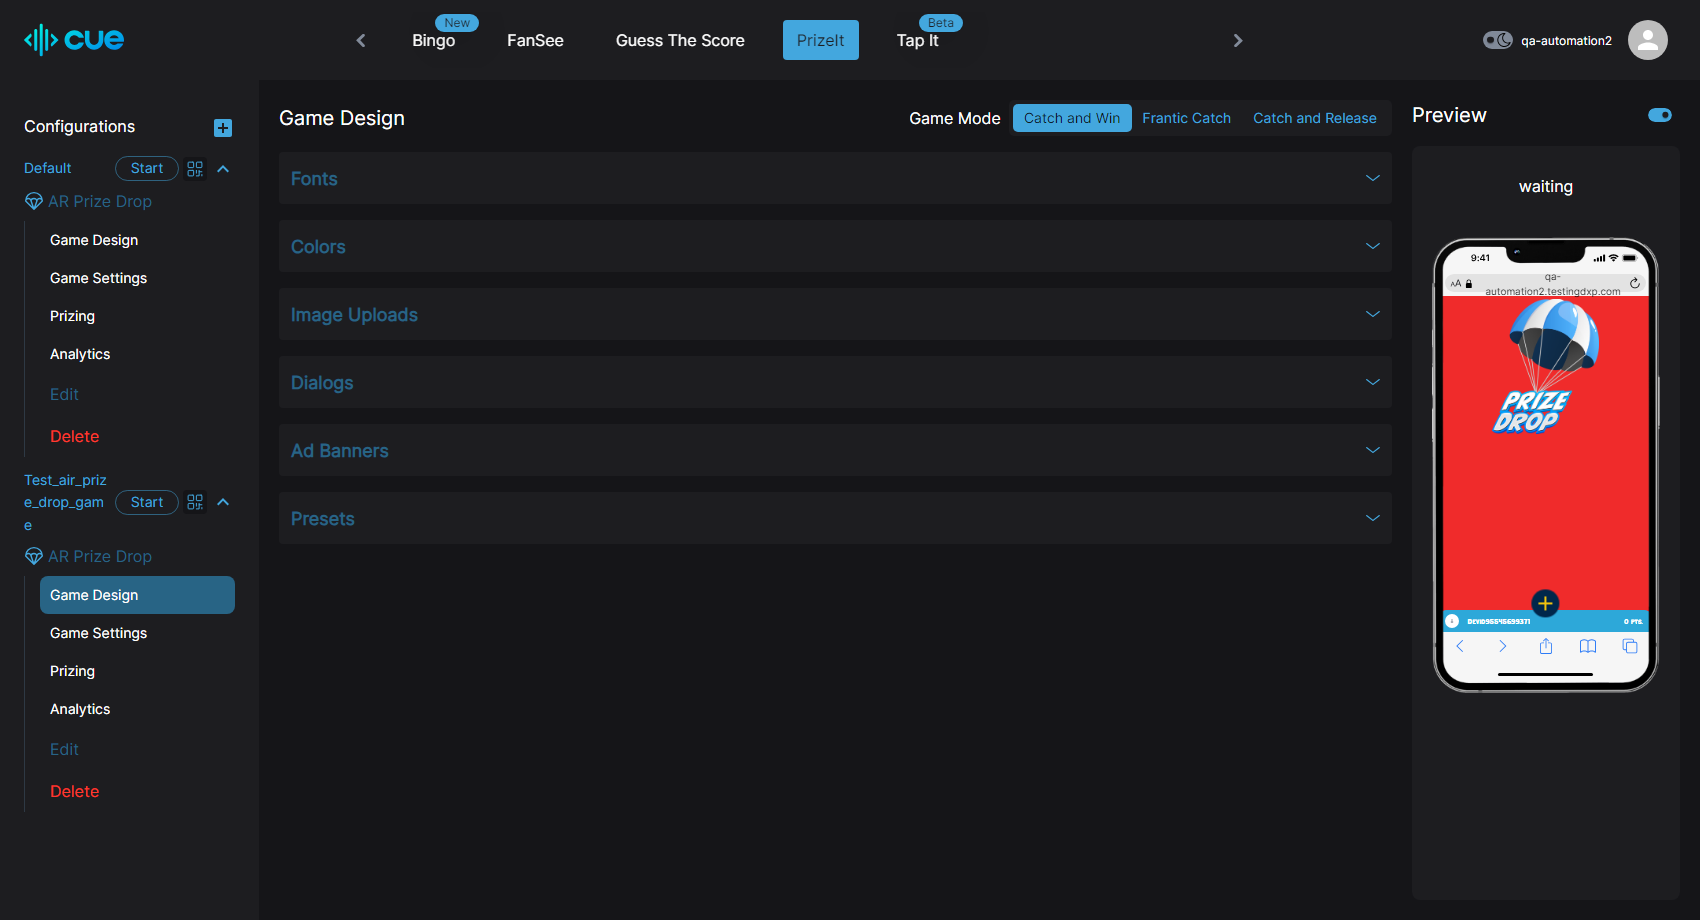 cue
New
Beta
Bingo
FanSee
Guess The Score
PrizeIt
Tap It
qa-automation2
Configurations
Default
Start
AR Prize Drop
Game Design
Game Settings
Prizing
Analytics
Edit
Delete
Test_air_priz
e_drop_gam
e
Start
AR Prize Drop
Game Design
Game Settings
Prizing
Analytics
Edit
Delete
Game Design
Game Mode
Catch and Win
Frantic Catch
Catch and Release
Fonts
Colors
Image Uploads
Dialogs
Ad Banners
Presets
Preview
waiting
9:41
AA
qa-
automation2.testingdxp.com
PRIZE
DROP
0 PTS.